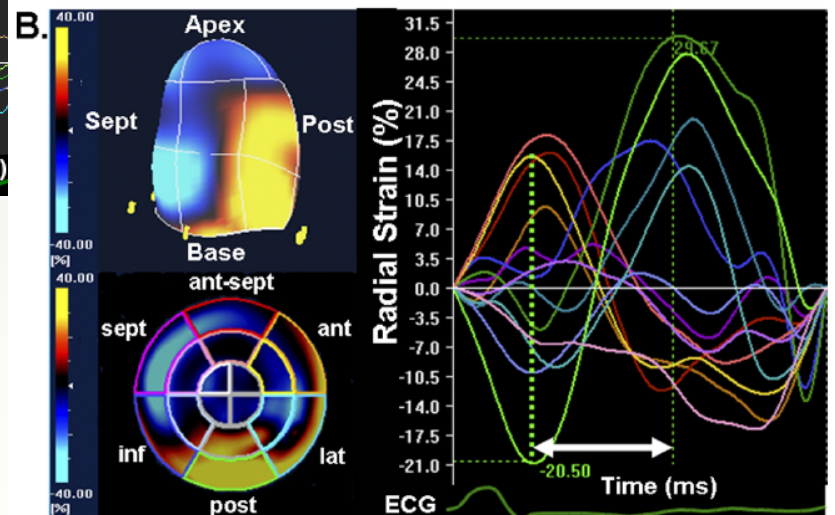 B.
40.00
Apex
Sept
Post
Base
-40.00
[%]
40.00
ant-sept
sept
ant
inf
lat
post
-40.00
[%]
)
Radial Strain (%)
31.5
28.0
24.5
21.0
17.5
14.0
10.5
7.0
3.5
0.0
-3.5
-7.0
-10.5
-14.0
-17.5
-21.0
29.67
-20.50
Time (ms)
ECG